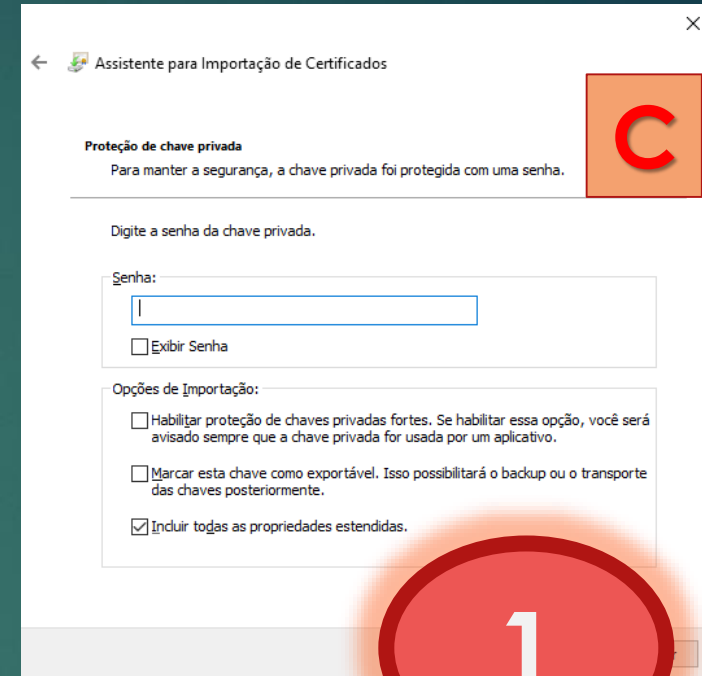 Assistente para Importação de Certificados
C
Proteção de chave privada
Para manter a segurança, a chave privada foi protegida com uma senha.
Digite a senha da chave privada.
Senha:
Exibir Senha
Opções de Importação:
Habilitar proteção de chaves privadas fortes. Se habilitar essa opção, você será
avisado sempre que a chave privada for usada por um aplicativo.
Marcar esta chave como exportável. Isso possibilitará o backup ou o transporte
das chaves posteriormente.
Incluir todas as propriedades estendidas.
1